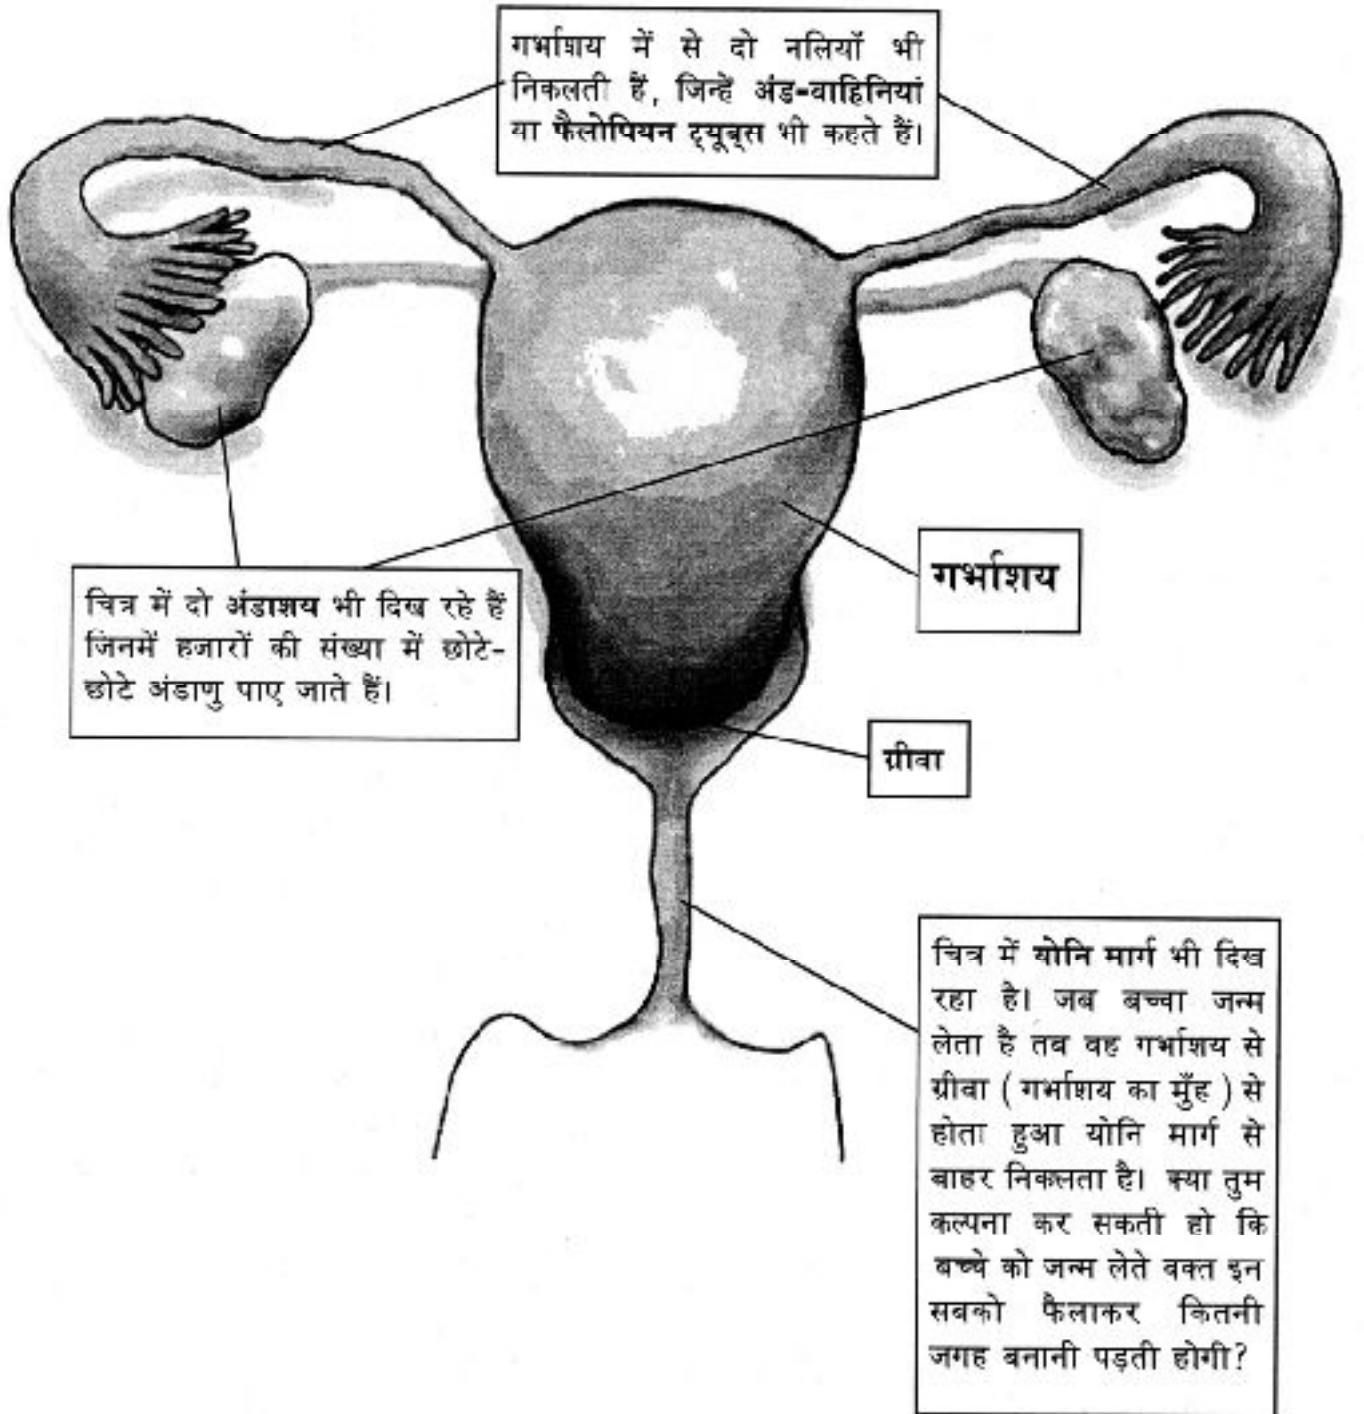 गर्भाशय में से दो नलियाँ भी
निकलती हैं, जिन्हें अंड-वाहिनियां
या फैलोपियन ट्यूब्स भी कहते हैं।
गर्भाशय
चित्र में दो अंडाशय भी दिख रहे हैं
जिनमें हजारों की संख्या में छोटे-
छोटे अंडाणु पाए जाते हैं।
ग्रीवा
चित्र में योनि मार्ग भी दिख
रहा है। जब बच्चा जन्म
लेता है तब वह गर्भाशय से
ग्रीवा ( गर्भाशय का मुँह ) से
होता हुआ योनि मार्ग से
बाहर निकलता है। क्या तुम
कल्पना कर सकती हो कि
बच्चे को जन्म लेते वक्त इन
सबको फैलाकर कितनी
जगह बनानी पड़ती होगी?